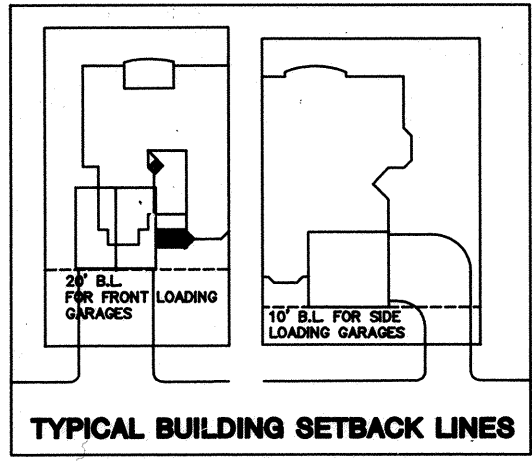 20' B.L.
FOR FRONT LOADING
GARAGES
10' B.L. FOR SIDE
LOADING GARAGES
TYPICAL BUILDING SETBACK LINES